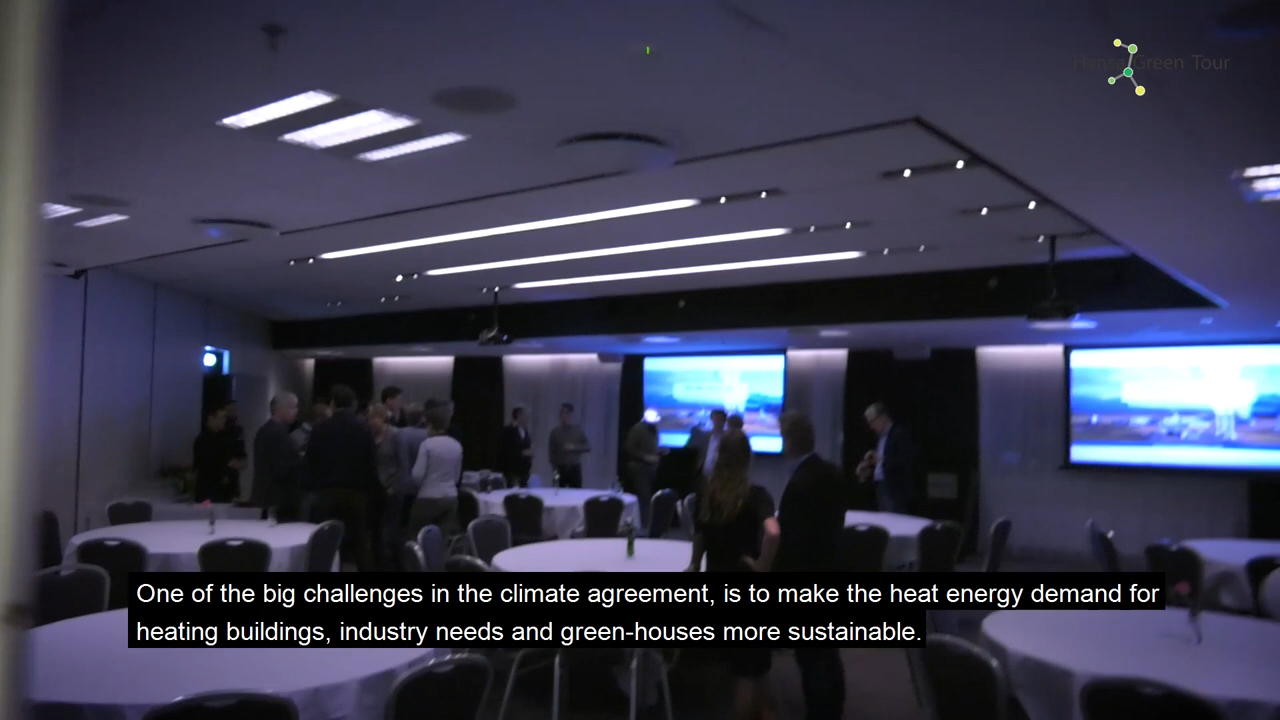 Hansa Green Tour
One of the big challenges in the climate agreement, is to make the heat energy demand for
heating buildings, industry needs and green-houses more sustainable.